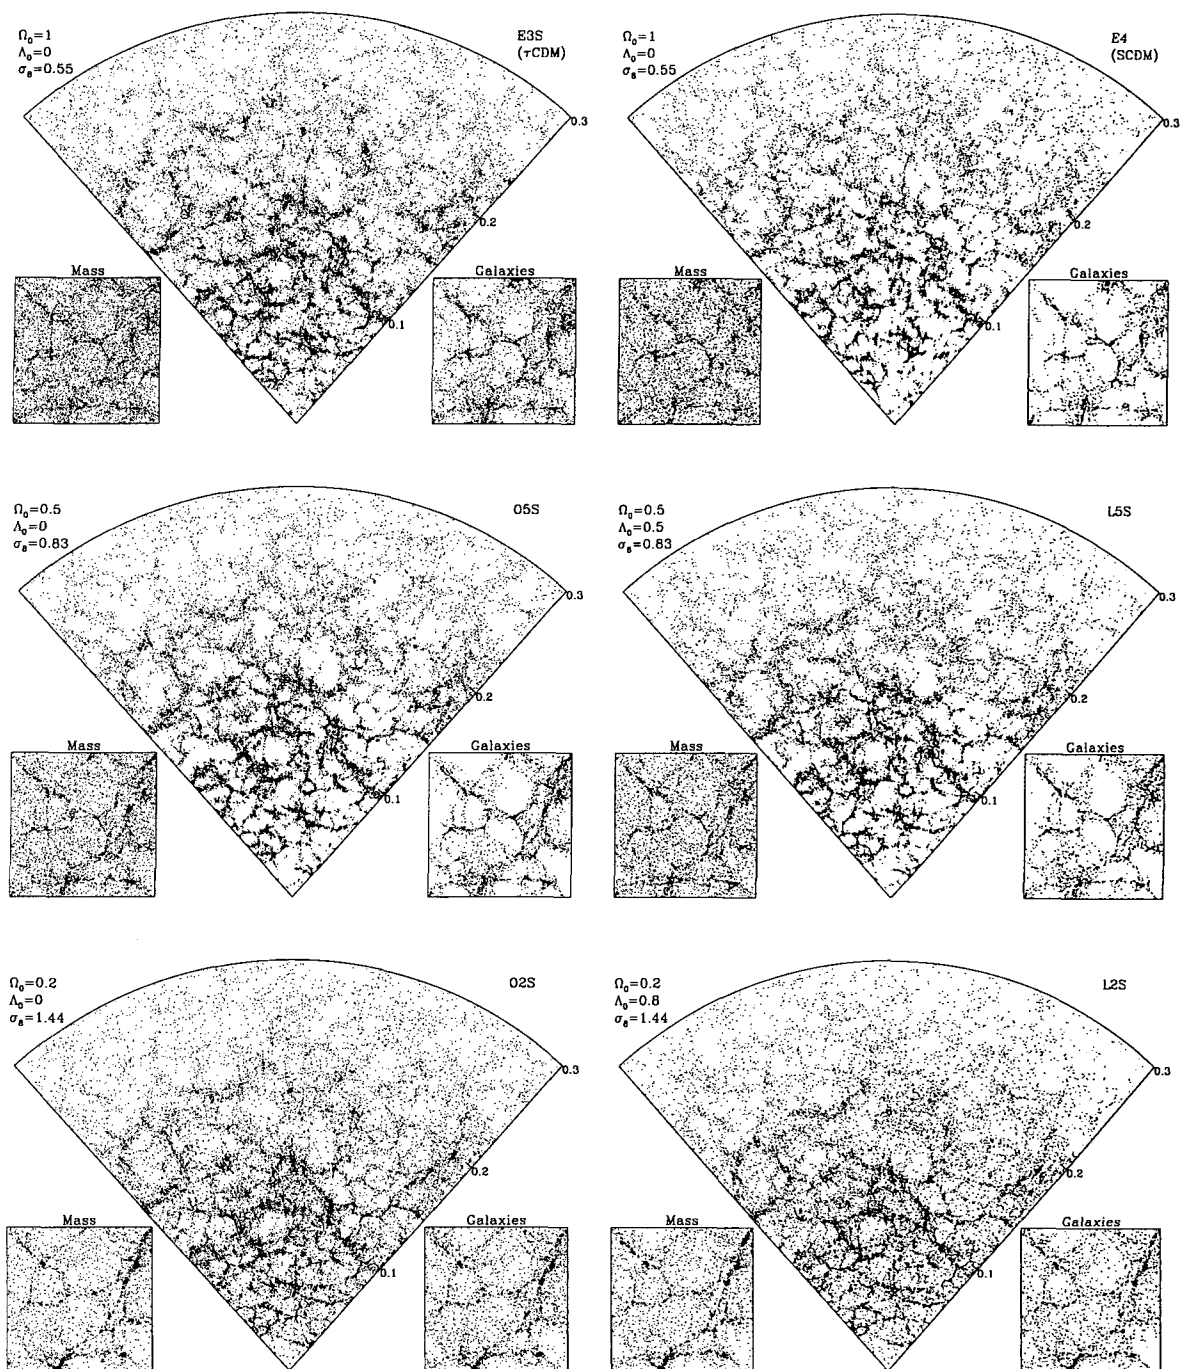 Ω₀=1
Λ₀=0
σ₈=0.55
E3S
(τCDM)
0.3
0.2
0.1
Mass
Galaxies
Ω₀=1
Λ₀=0
σ₈=0.55
E4
(SCDM)
0.3
0.2
0.1
Mass
Galaxies
Ω₀=0.5
Λ₀=0
σ₈=0.83
O5S
0.3
0.2
0.1
Mass
Galaxies
Ω₀=0.5
Λ₀=0.5
σ₈=0.83
L5S
0.3
0.2
0.1
Mass
Galaxies
Ω₀=0.2
Λ₀=0
σ₈=1.44
O2S
0.3
0.2
0.1
Mass
Galaxies
Ω₀=0.2
Λ₀=0.8
σ₈=1.44
L2S
0.3
0.2
0.1
Mass
Galaxies